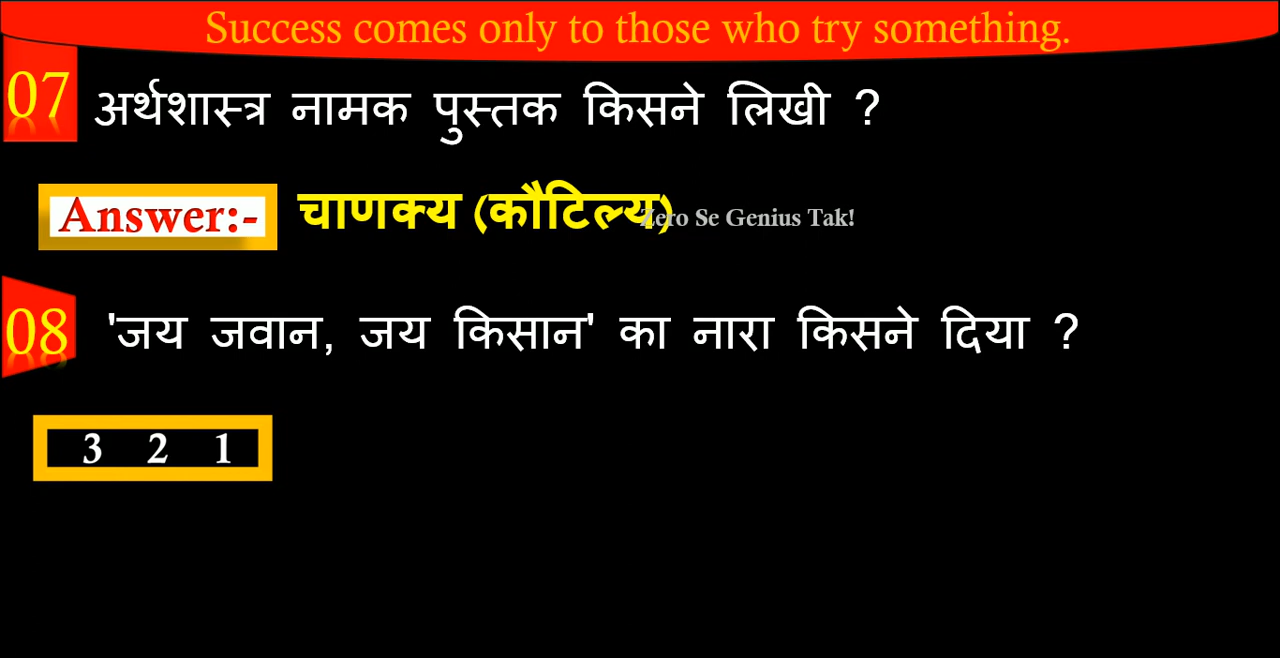 Success comes only to those who try something.
07 अर्थशास्त्र नामक पुस्तक किसने लिखी ?
Answer:- चाणक्य (कौटिल्य)
Zero Se Genius Tak!
08 'जय जवान, जय किसान' का नारा किसने दिया ?
3 2 1